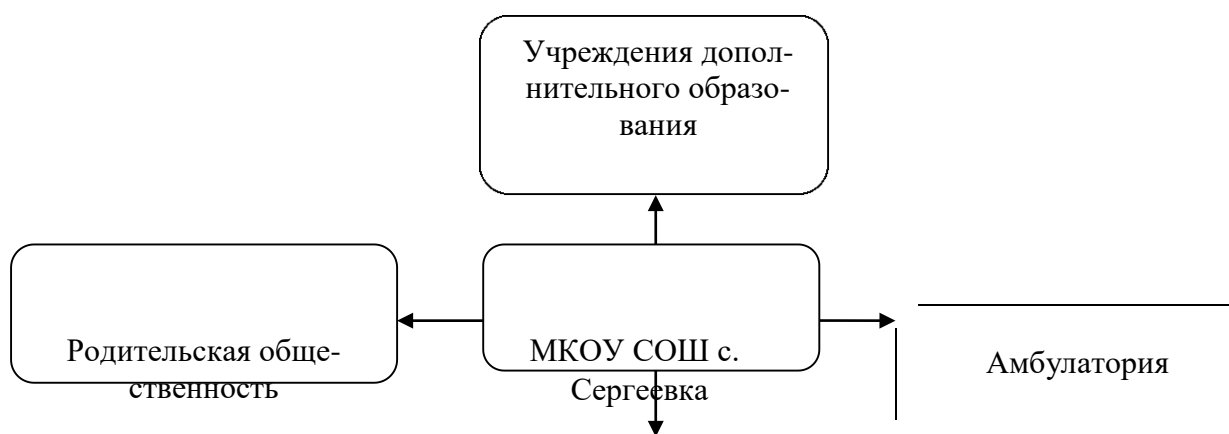 Учреждения допол-
нительного образо-
вания
Родительская обще-
ственность
МКОУ СОШ с.
Сергеевка
Амбулатория